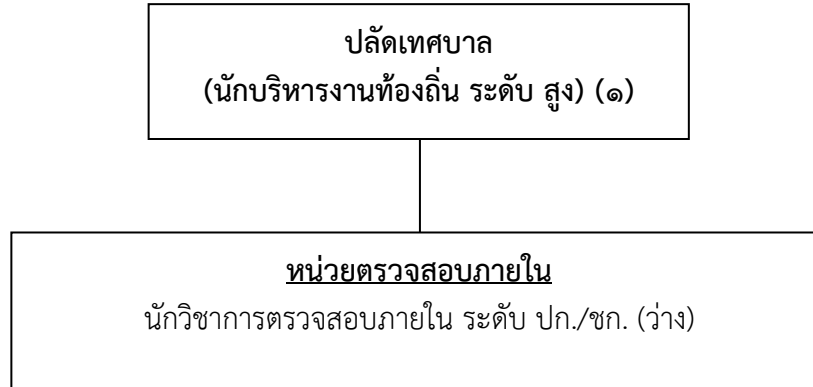 ปลัดเทศบาล
(นักบริหารงานท้องถิ่น ระดับ สูง) (๑)
หน่วยตรวจสอบภายใน
นักวิชาการตรวจสอบภายใน ระดับ ปก./ชก. (ว่าง)